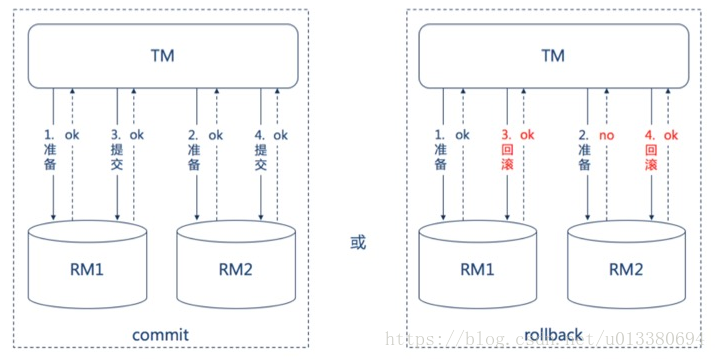 TM
1. 准备
ok
3. 提交
ok
2. 准备
ok
4. 提交
ok
RM1
RM2
commit
或
TM
1. 准备
ok
3. 回滚
ok
2. 准备
no
4. 回滚
ok
RM1
RM2
rollback
https://blog.csdn.net/u013380694